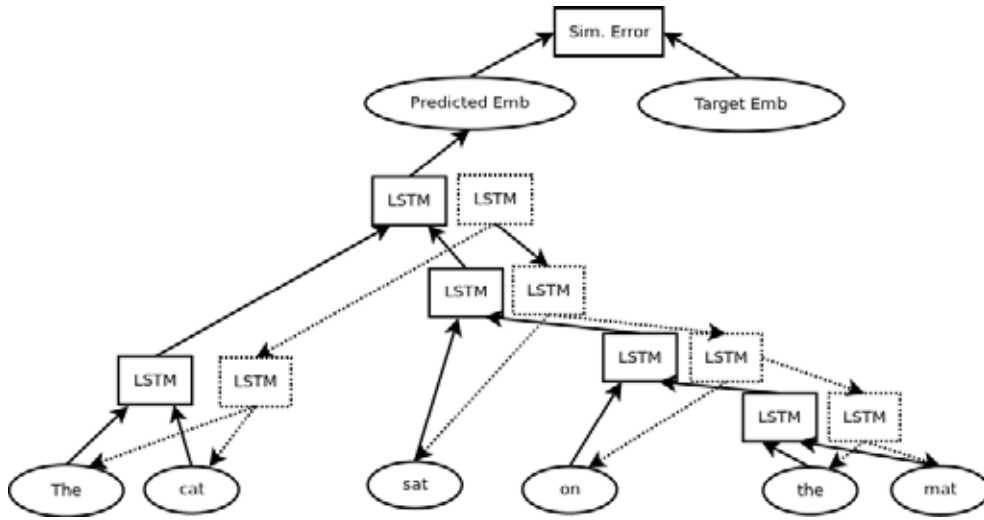 Sim. Error
Predicted Emb
Target Emb
LSTM
LSTM
LSTM
LSTM
LSTM
LSTM
LSTM
LSTM
LSTM
LSTM
The
cat
sat
on
the
mat